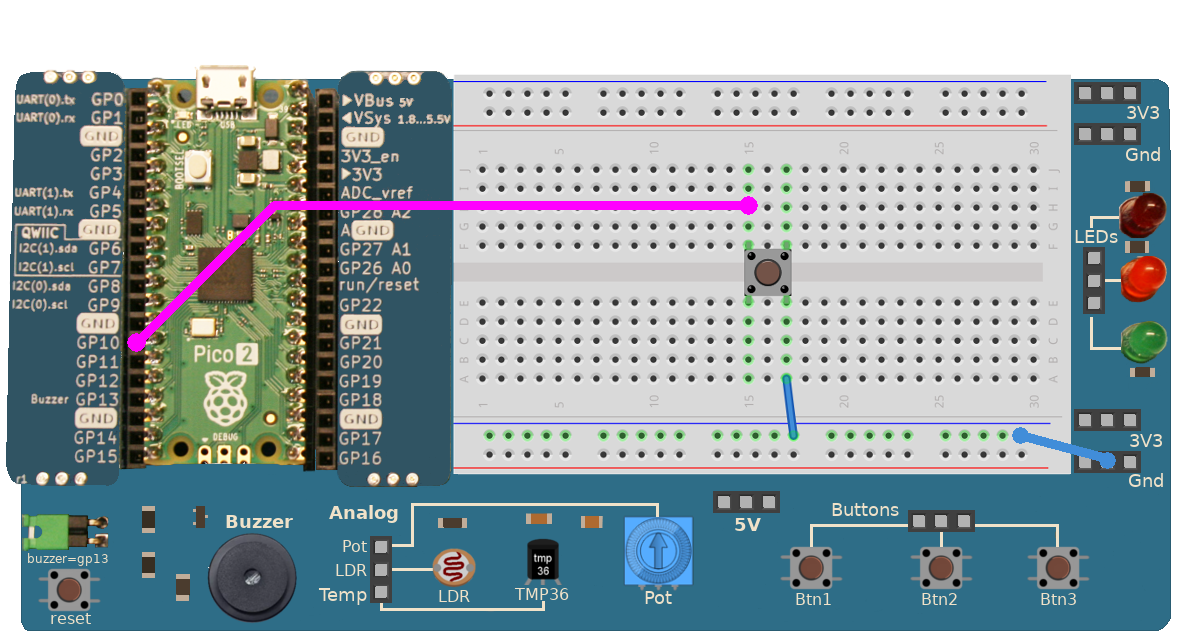 UART(0).tx GP0
UART(0).rx GP1
GND
GP2
GP3
UART(1).tx GP4
UART(1).rx GP5
QWIIC GND
I2C(1).sda GP6
I2C(1).scl GP7
I2C(0).sda GP8
I2C(0).scl GP9
GND
GP10
GP11
GP12
Buzzer GP13
GND
GP14
GP15
r1
LED
USB
BOOTSEL
Pico 2
DEBUG
▶VBus 5V
◀VSys 1.8...5.5V
GND
3V3_en
▶3V3
ADC_vref
GP28 A2
A GND
GP27 A1
GP26 A0
run/reset
GP22
GND
GP21
GP20
GP19
GP18
GND
GP17
GP16
1 5 10 15 20 25 30
J J
I I
H H
G G
F F
E E
D D
C C
B B
A A
1 5 10 15 20 25 30
3V3
Gnd
LEDs
3V3
Gnd
buzzer=gp13
reset
Buzzer
Analog
Pot
LDR
Temp
LDR
tmp
36
TMP36
Pot
5V
Buttons
Btn1 Btn2 Btn3